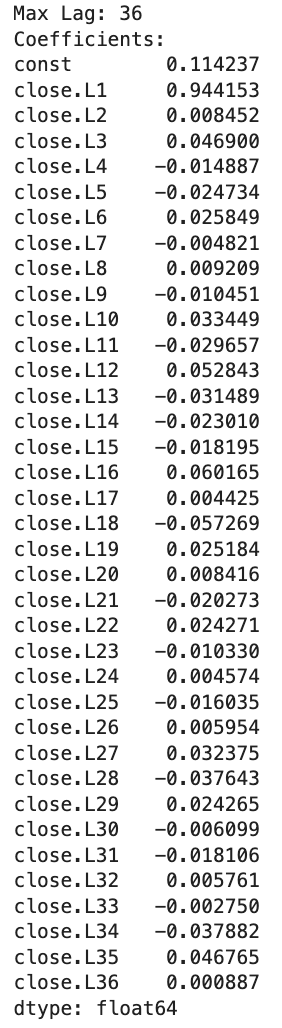 Max Lag: 36
Coefficients:
const 0.114237
close.L1 0.944153
close.L2 0.008452
close.L3 0.046900
close.L4 -0.014887
close.L5 -0.024734
close.L6 0.025849
close.L7 -0.004821
close.L8 0.009209
close.L9 -0.010451
close.L10 0.033449
close.L11 -0.029657
close.L12 0.052843
close.L13 -0.031489
close.L14 -0.023010
close.L15 -0.018195
close.L16 0.060165
close.L17 0.004425
close.L18 -0.057269
close.L19 0.025184
close.L20 0.008416
close.L21 -0.020273
close.L22 0.024271
close.L23 -0.010330
close.L24 0.004574
close.L25 -0.016035
close.L26 0.005954
close.L27 0.032375
close.L28 -0.037643
close.L29 0.024265
close.L30 -0.006099
close.L31 -0.018106
close.L32 0.005761
close.L33 -0.002750
close.L34 -0.037882
close.L35 0.046765
close.L36 0.000887
dtype: float64